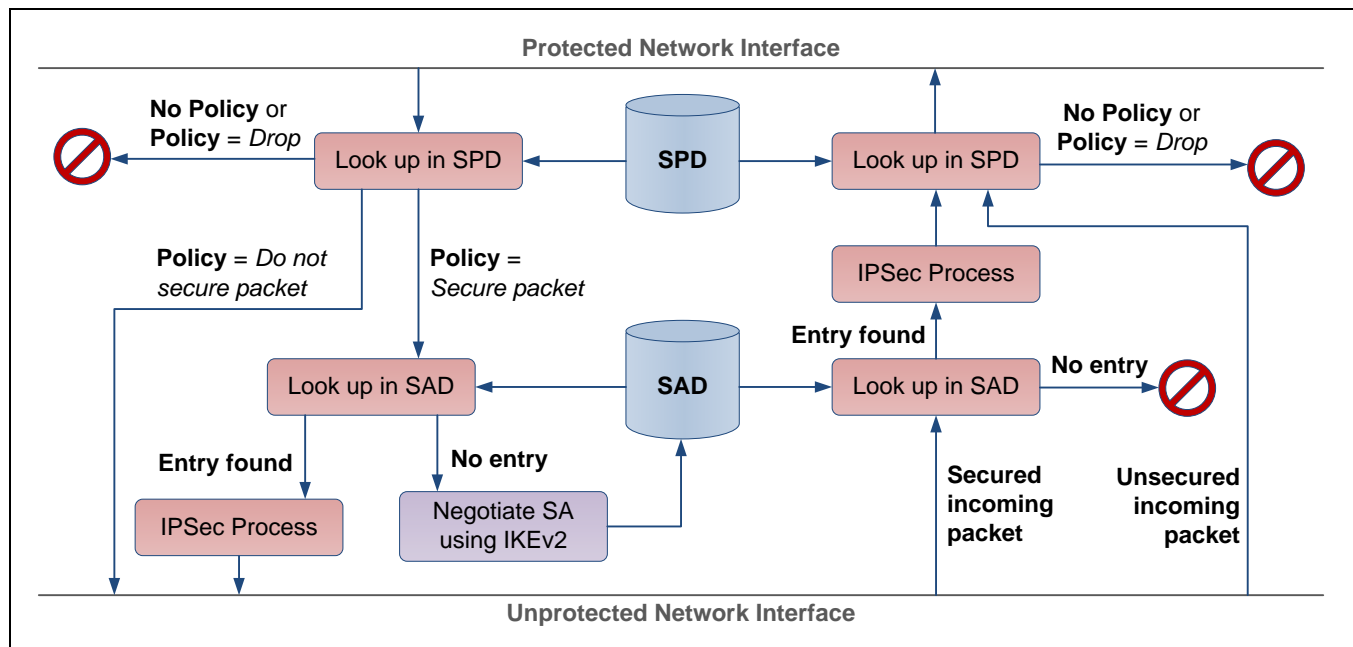 Protected Network Interface
No Policy or
Policy = Drop
Look up in SPD
SPD
Look up in SPD
No Policy or
Policy = Drop
Policy = Do not
secure packet
Policy =
Secure packet
IPSec Process
Entry found
Look up in SAD
SAD
Look up in SAD
No entry
Entry found
No entry
IPSec Process
Negotiate SA
using IKEv2
Secured
incoming
packet
Unsecured
incoming
packet
Unprotected Network Interface